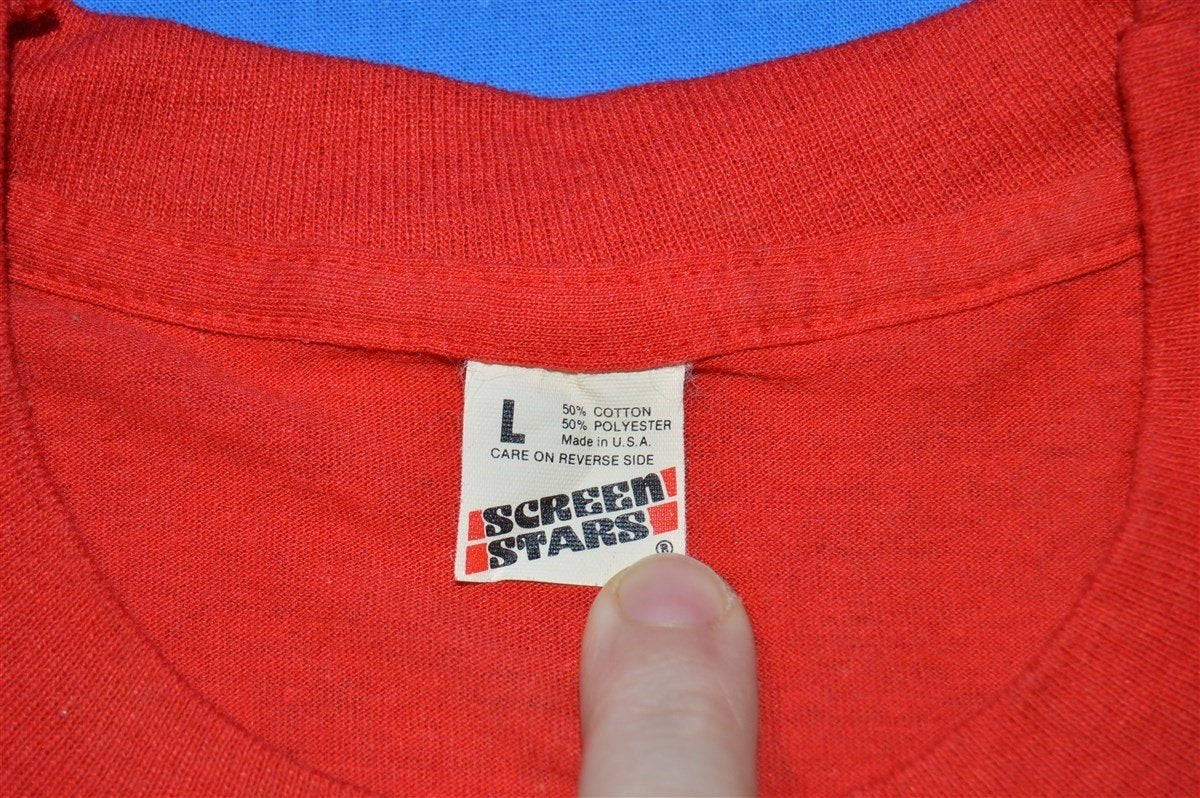 L
50% COTTON
50% POLYESTER
Made in U.S.A.
CARE ON REVERSE SIDE
SCREEN
STARS
®